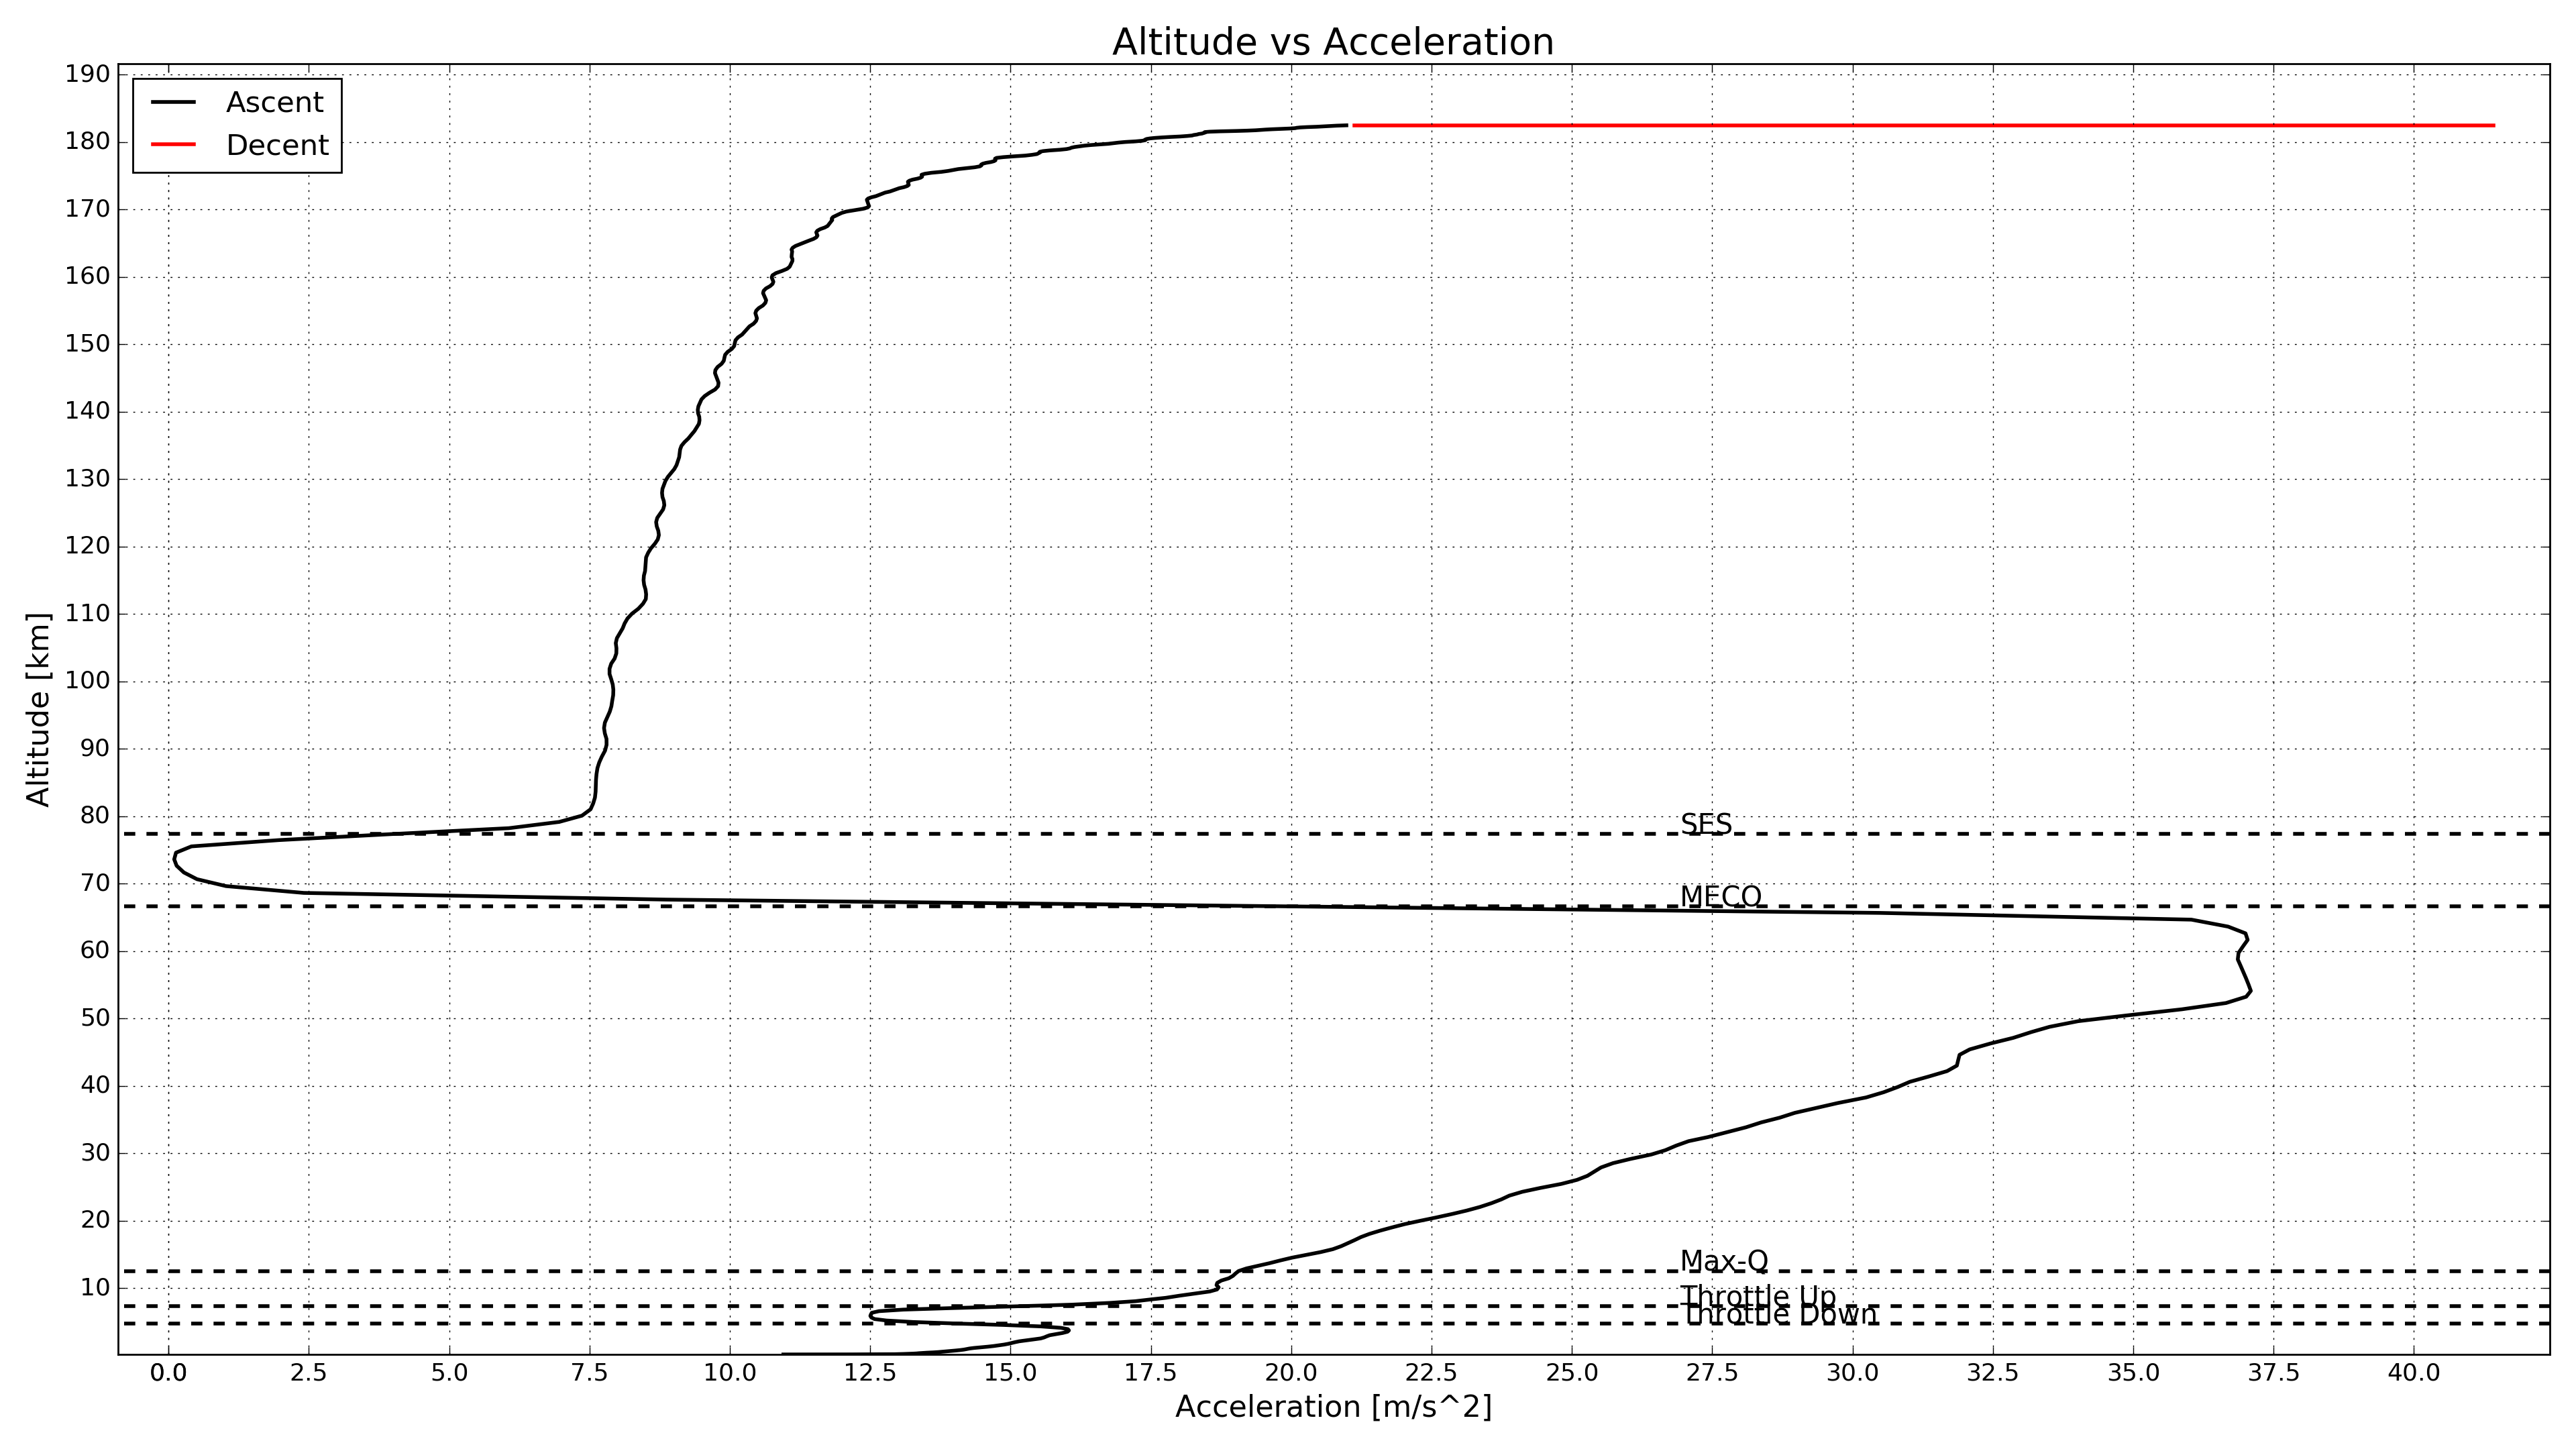 Altitude vs Acceleration
Ascent
Decent
Altitude [km]
190
180
170
160
150
140
130
120
110
100
90
80
70
60
50
40
30
20
10
SES
MECO
Max-Q
Throttle Up
Throttle Down
0.0 2.5 5.0 7.5 10.0 12.5 15.0 17.5 20.0 22.5 25.0 27.5 30.0 32.5 35.0 37.5 40.0
Acceleration [m/s^2]